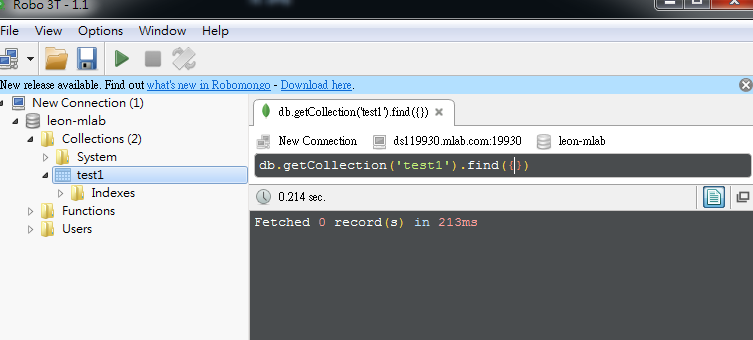 Robo 3T - 1.1
File View Options Window Help
New release available. Find out what's new in Robomongo - Download here.
New Connection (1)
leon-mlab
Collections (2)
System
test1
Indexes
Functions
Users
db.getCollection('test1').find({})
New Connection ds119930.mlab.com:19930 leon-mlab
db.getCollection('test1').find({})
0.214 sec.
Fetched 0 record(s) in 213ms